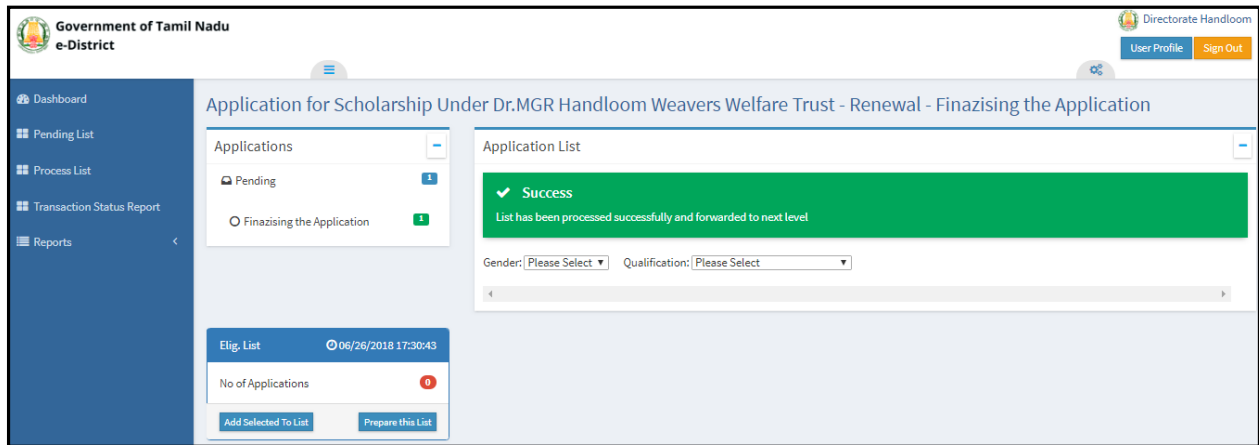 Government of Tamil Nadu
e-District
Directorate Handloom
User Profile
Sign Out
Dashboard
Pending List
Process List
Transaction Status Report
Reports
Application for Scholarship Under Dr.MGR Handloom Weavers Welfare Trust - Renewal - Finazising the Application
Applications
Pending 1
Finazising the Application 1
Application List
Success
List has been processed successfully and forwarded to next level
Gender: Please Select Qualification: Please Select
Elig. List 06/26/2018 17:30:43
No of Applications 0
Add Selected To List Prepare this List